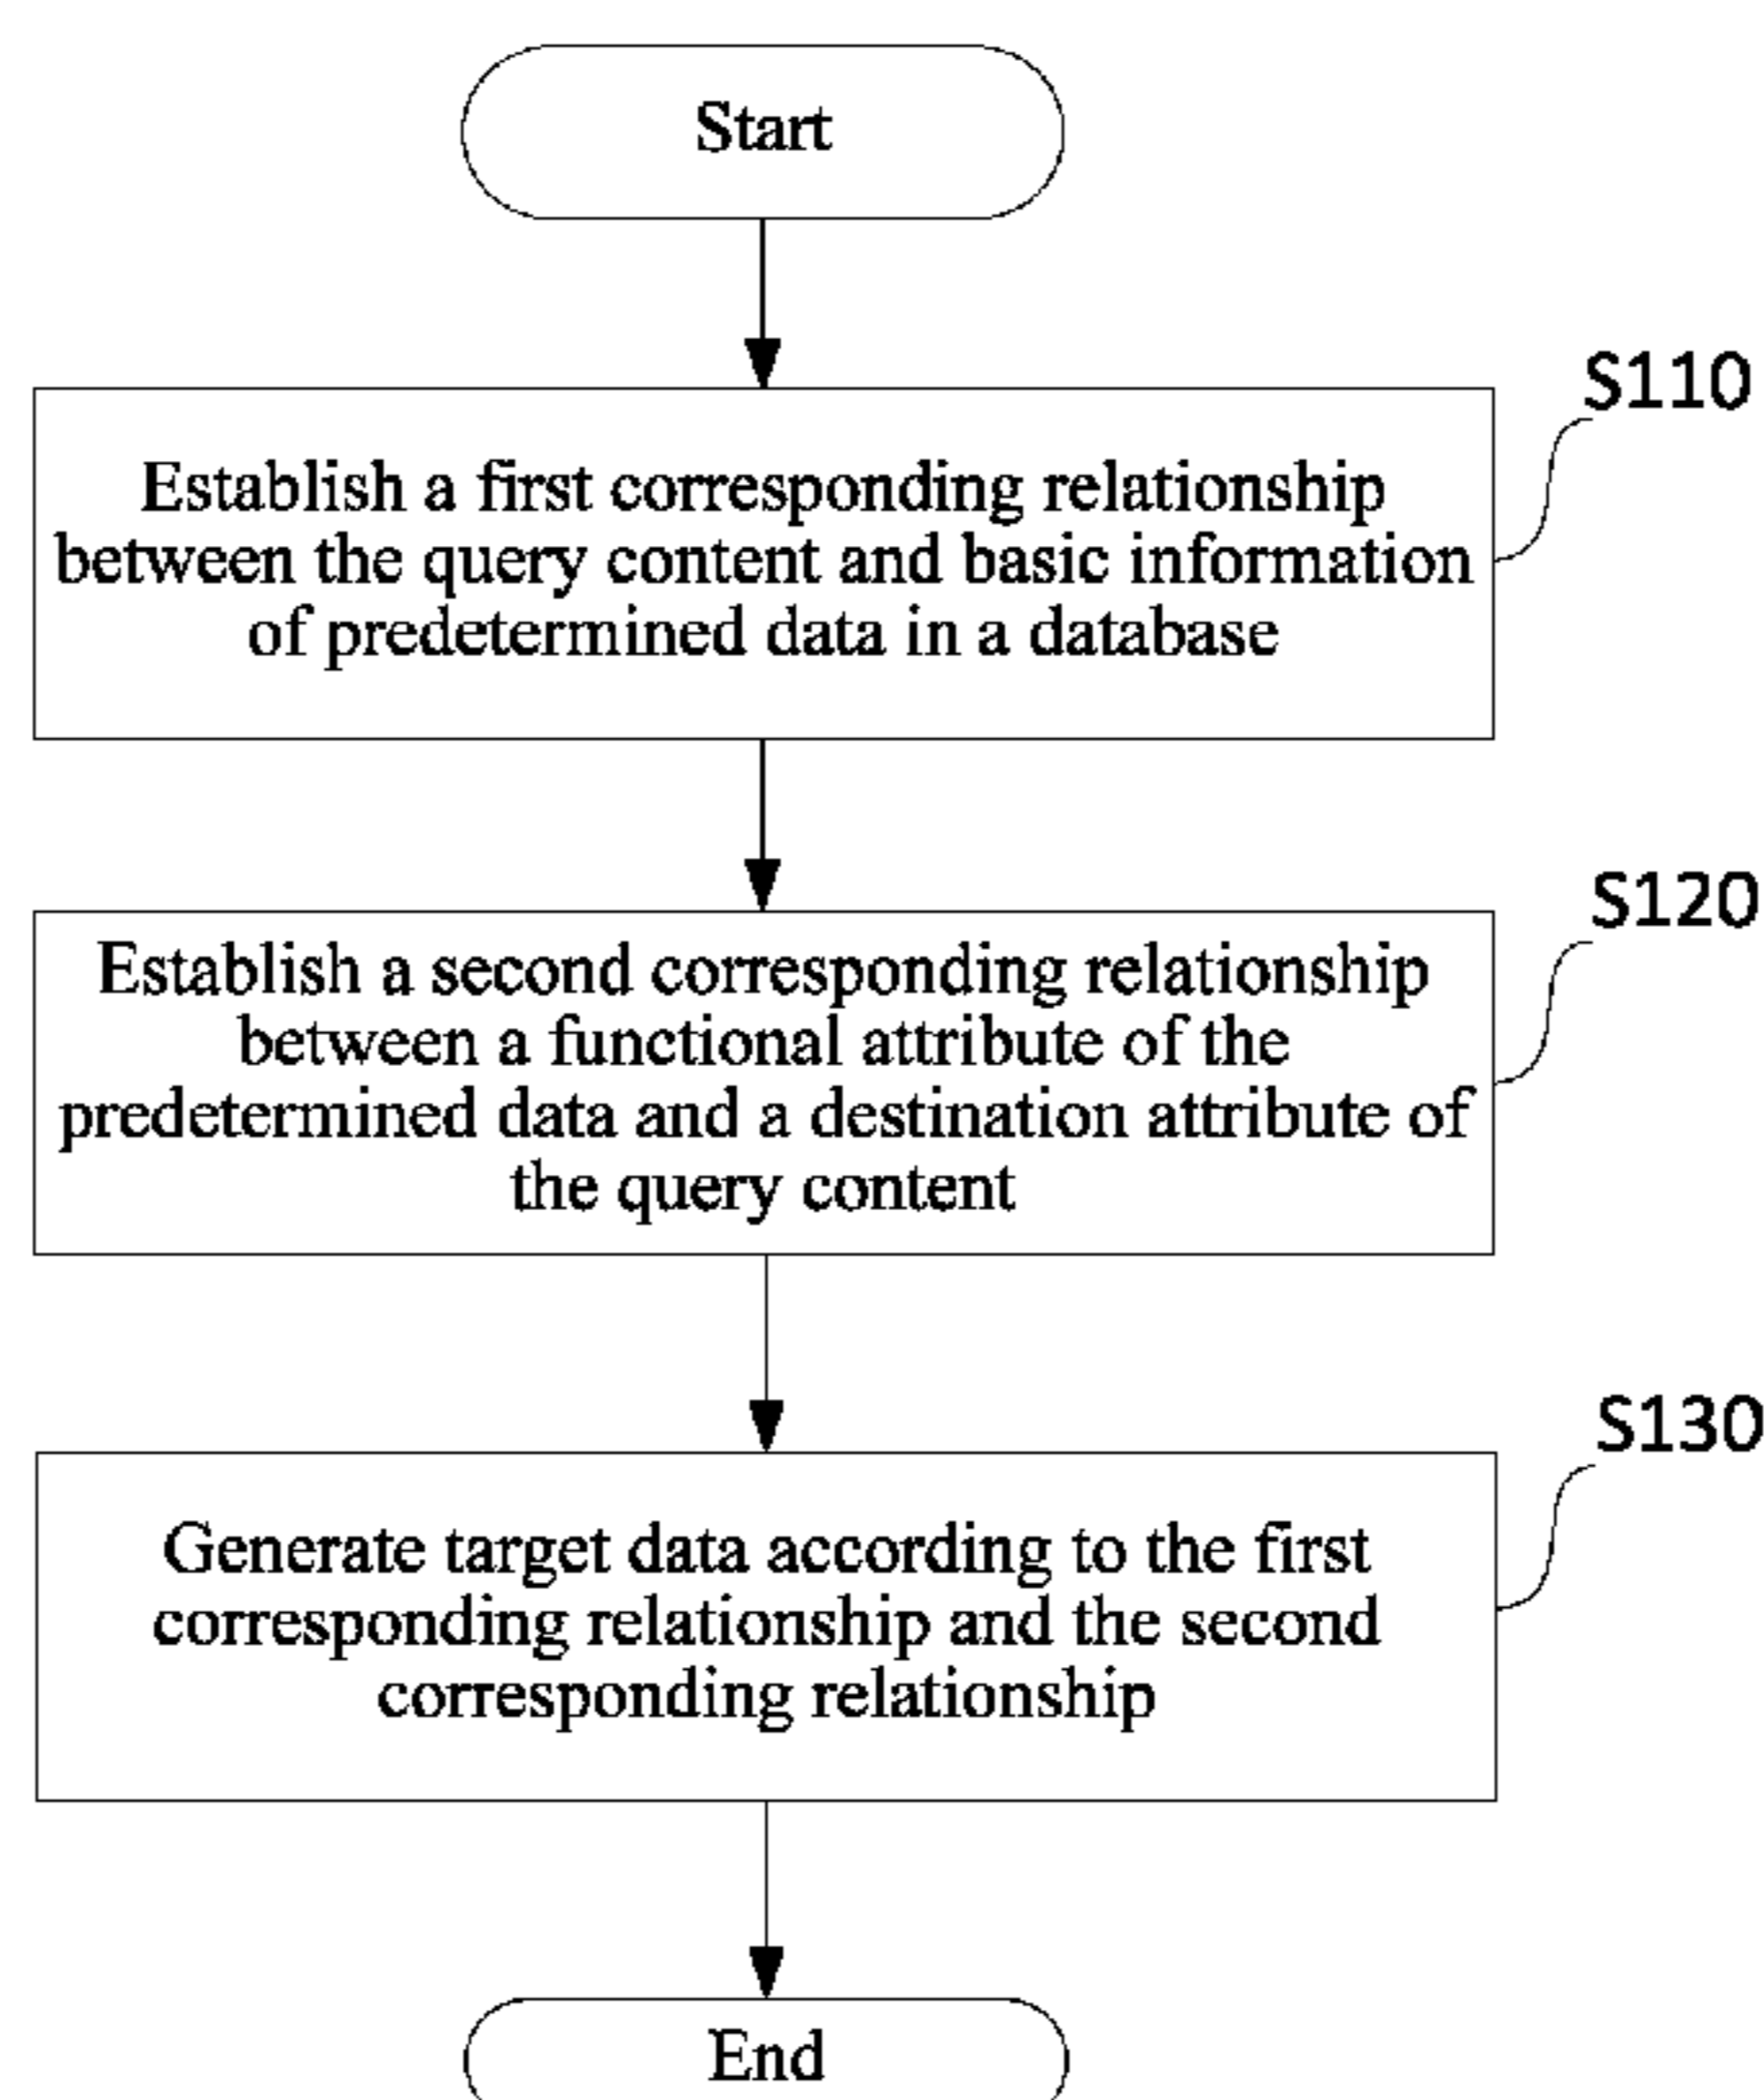 Start
S110
Establish a first corresponding relationship
between the query content and basic information
of predetermined data in a database
S120
Establish a second corresponding relationship
between a functional attribute of the
predetermined data and a destination attribute of
the query content
S130
Generate target data according to the first
corresponding relationship and the second
corresponding relationship
End